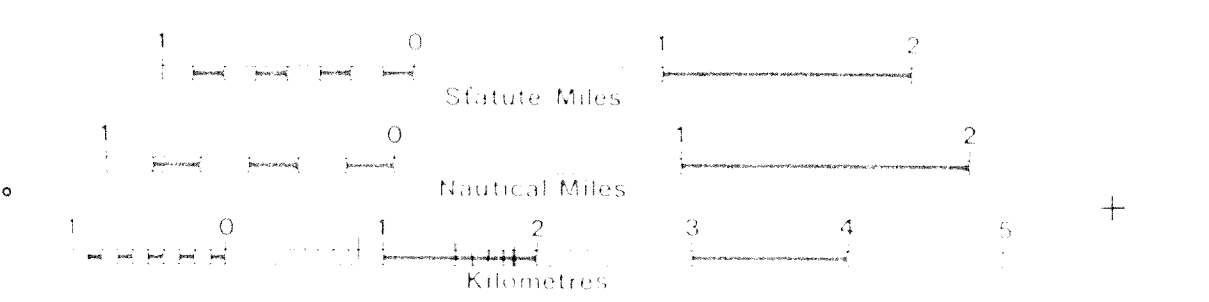 1 0 1 2
Statute Miles
1 0 1 2
Nautical Miles
1 0 1 2 3 4 5
Kilometres